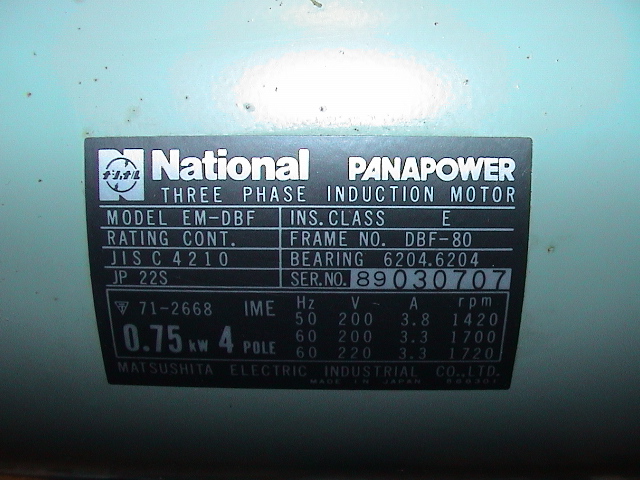 ナショナル National PANAPOWER
THREE PHASE INDUCTION MOTOR
MODEL EM-DBF INS.CLASS E
RATING CONT. FRAME NO. DBF-80
JIS C 4210 BEARING 6204.6204
JP 22S SER.NO. 89030707
71-2668 IME Hz V~ A rpm
50 200 3.8 1420
0.75 kW 4 POLE 60 200 3.3 1700
60 220 3.3 1720
MATSUSHITA ELECTRIC INDUSTRIAL CO.,LTD.
MADE IN JAPAN